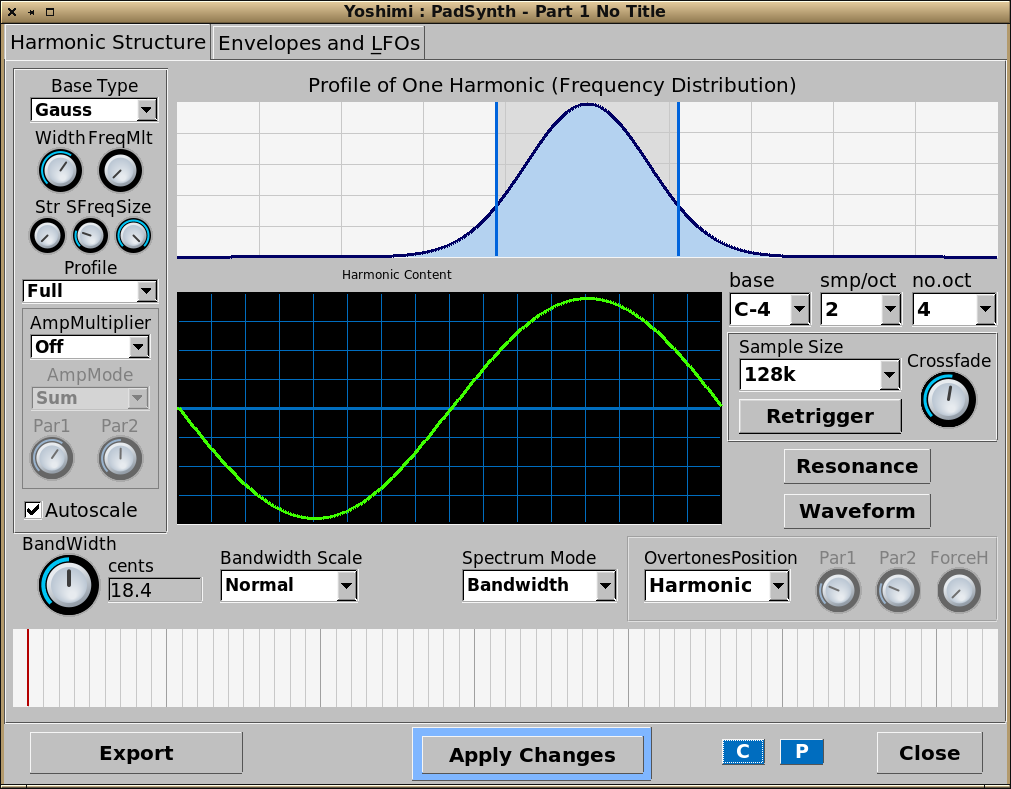 Yoshimi : PadSynth - Part 1 No Title
Harmonic Structure
Envelopes and LFOs
Base Type
Gauss
Width FreqMlt
Str SFreq Size
Profile
Full
AmpMultiplier
Off
AmpMode
Sum
Par1 Par2
Autoscale
Profile of One Harmonic (Frequency Distribution)
Harmonic Content
base smp/oct no.oct
C-4 2 4
Sample Size
128k
Crossfade
Retrigger
Resonance
Waveform
BandWidth
cents
18.4
Bandwidth Scale
Normal
Spectrum Mode
Bandwidth
OvertonesPosition
Harmonic
Par1 Par2 ForceH
Export
Apply Changes
C
P
Close